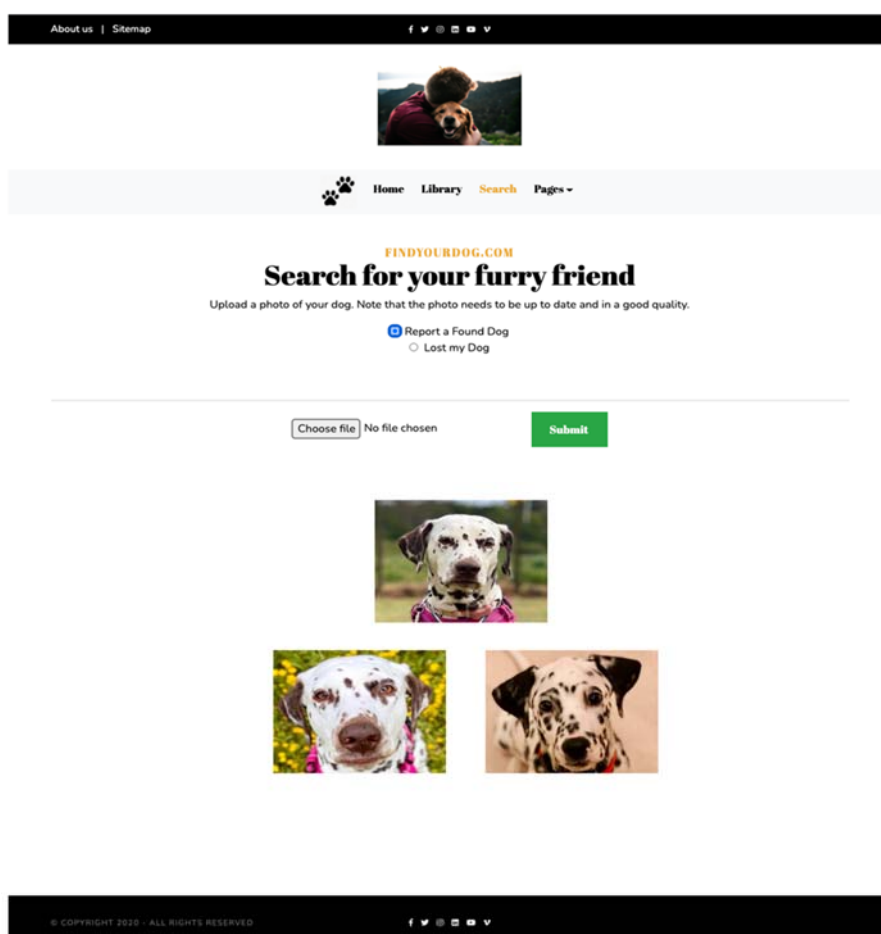 About us | Sitemap
Home Library Search Pages
FINDYOURDOG.COM
Search for your furry friend
Upload a photo of your dog. Note that the photo needs to be up to date and in a good quality.
Report a Found Dog
Lost my Dog
Choose file No file chosen Submit
© COPYRIGHT 2020 - ALL RIGHTS RESERVED